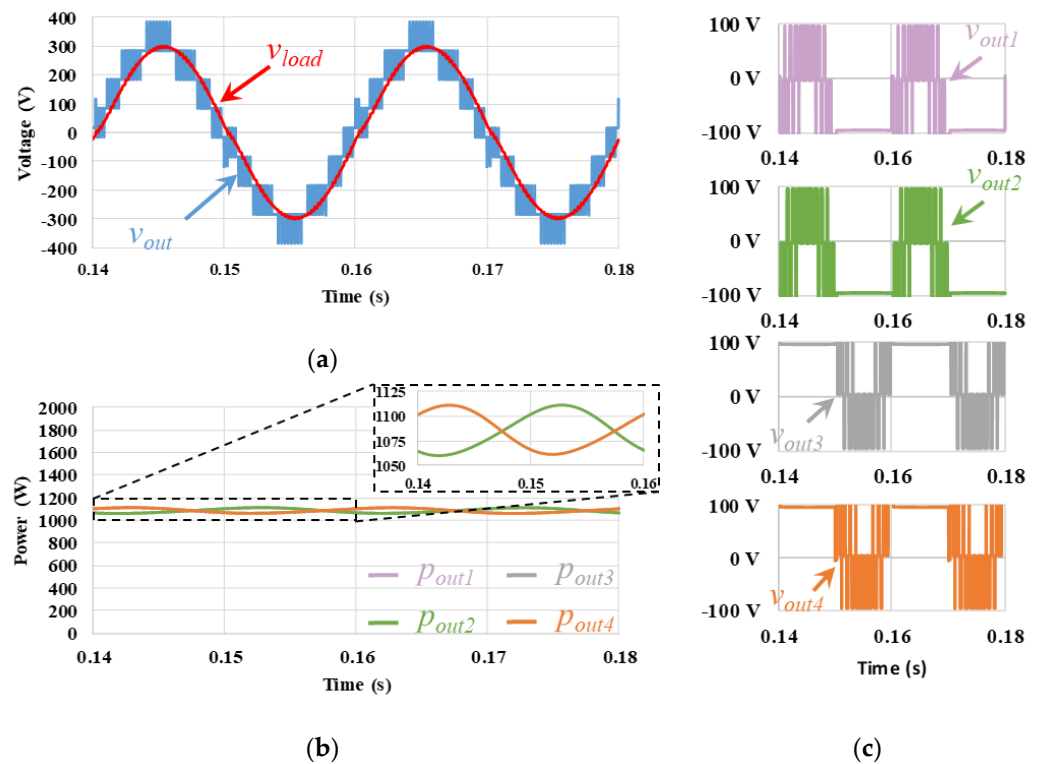 400
300
200
100
0
-100
-200
-300
-400
Voltage (V)
v_load
v_out
0.14 0.15 0.16 0.17 0.18
Time (s)
(a)
2000
1800
1600
1400
1200
1000
800
600
400
200
0
Power (W)
1125
1100
1075
1050
0.14 0.15 0.16
p_out1 p_out3
p_out2 p_out4
0.14 0.15 0.16 0.17 0.18
Time (s)
(b)
100 V
0 V
-100 V
v_out1
0.14 0.16 0.18
100 V
0 V
-100 V
v_out2
0.14 0.16 0.18
100 V
0 V
-100 V
v_out3
0.14 0.16 0.18
100 V
0 V
-100 V
v_out4
0.14 0.16 0.18
Time (s)
(c)